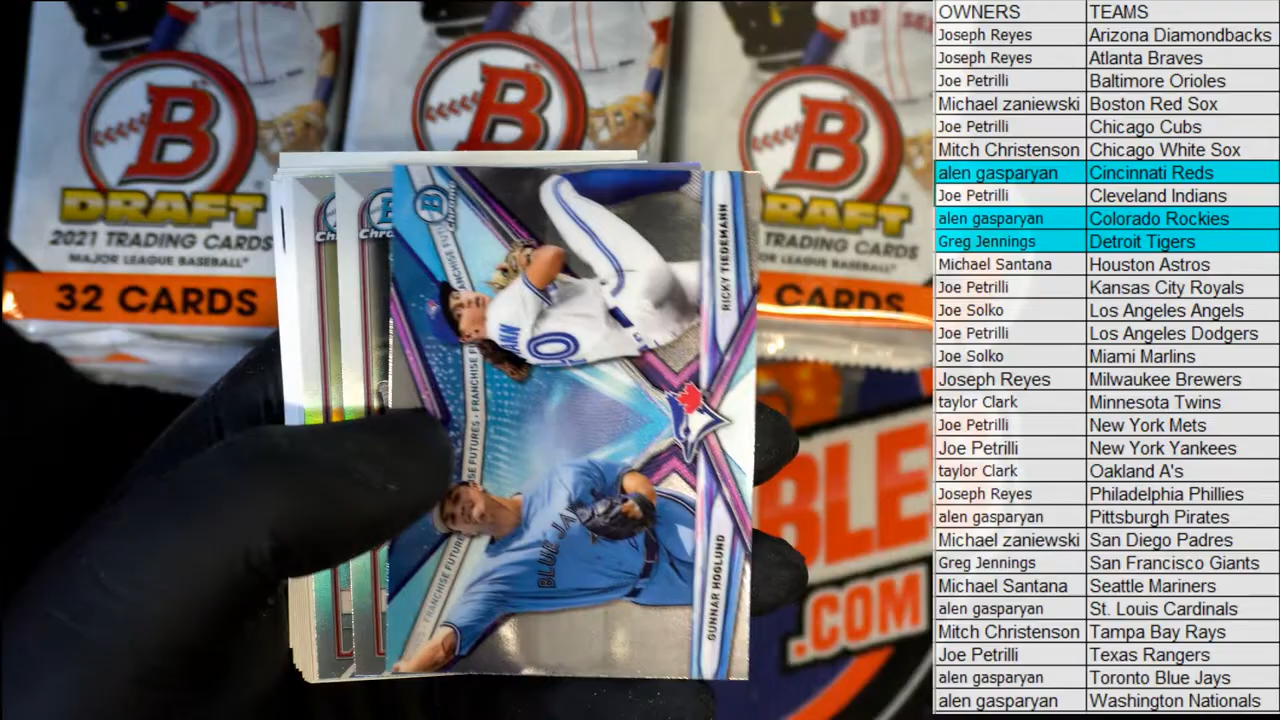 B
DRAFT
2021 TRADING CARDS
MAJOR LEAGUE BASEBALL
32 CARDS
B
B
RAFT
TRADING CARDS
LEAGUE BASEBALL
CARDS
RICKY TIEDEMANN
GUNNAR HOGLUND
FRANCHISE FUTURES
BLUE JAY
BLE
.COM
OWNERS TEAMS
Joseph Reyes Arizona Diamondbacks
Joseph Reyes Atlanta Braves
Joe Petrilli Baltimore Orioles
Michael zaniewski Boston Red Sox
Joe Petrilli Chicago Cubs
Mitch Christenson Chicago White Sox
alen gasparyan Cincinnati Reds
Joe Petrilli Cleveland Indians
alen gasparyan Colorado Rockies
Greg Jennings Detroit Tigers
Michael Santana Houston Astros
Joe Petrilli Kansas City Royals
Joe Solko Los Angeles Angels
Joe Petrilli Los Angeles Dodgers
Joe Solko Miami Marlins
Joseph Reyes Milwaukee Brewers
taylor Clark Minnesota Twins
Joe Petrilli New York Mets
Joe Petrilli New York Yankees
taylor Clark Oakland A's
Joseph Reyes Philadelphia Phillies
alen gasparyan Pittsburgh Pirates
Michael zaniewski San Diego Padres
Greg Jennings San Francisco Giants
Michael Santana Seattle Mariners
alen gasparyan St. Louis Cardinals
Mitch Christenson Tampa Bay Rays
Joe Petrilli Texas Rangers
alen gasparyan Toronto Blue Jays
alen gasparyan Washington Nationals